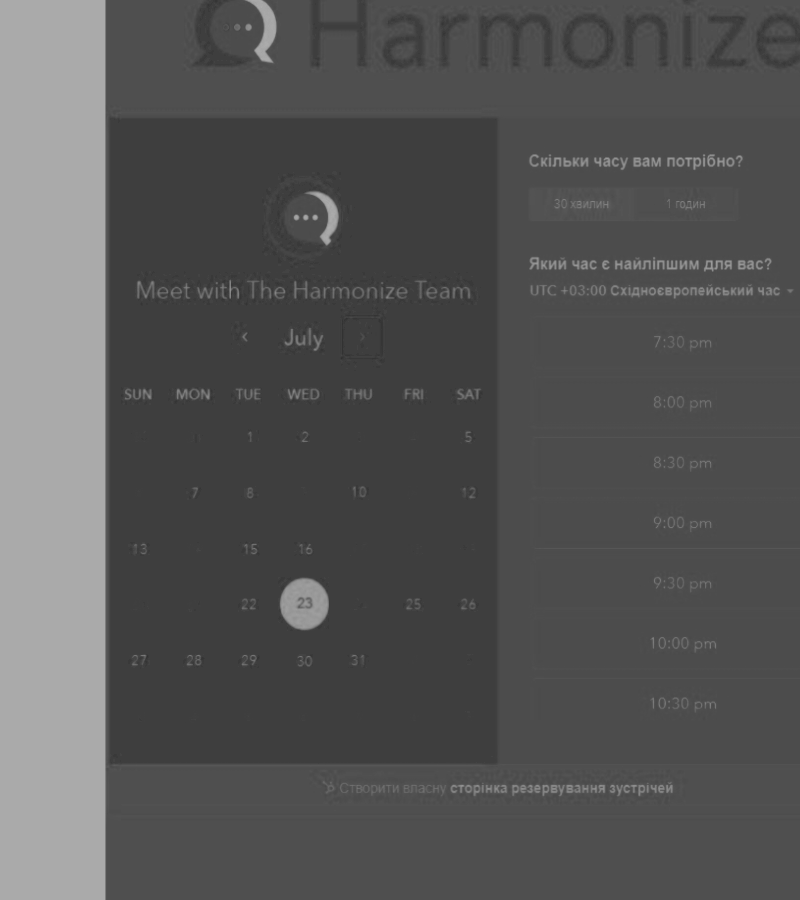 Harmonize
Meet with The Harmonize Team
July
SUN MON TUE WED THU FRI SAT
1 2 5
7 8 10 12
13 15 16
22 23 25 26
27 28 29 30 31
Скільки часу вам потрібно?
30 хвилин 1 годин
Який час є найліпшим для вас?
UTC +03:00 Східноєвропейський час
7:30 pm
8:00 pm
8:30 pm
9:00 pm
9:30 pm
10:00 pm
10:30 pm
Створити власну сторінка резервування зустрічей